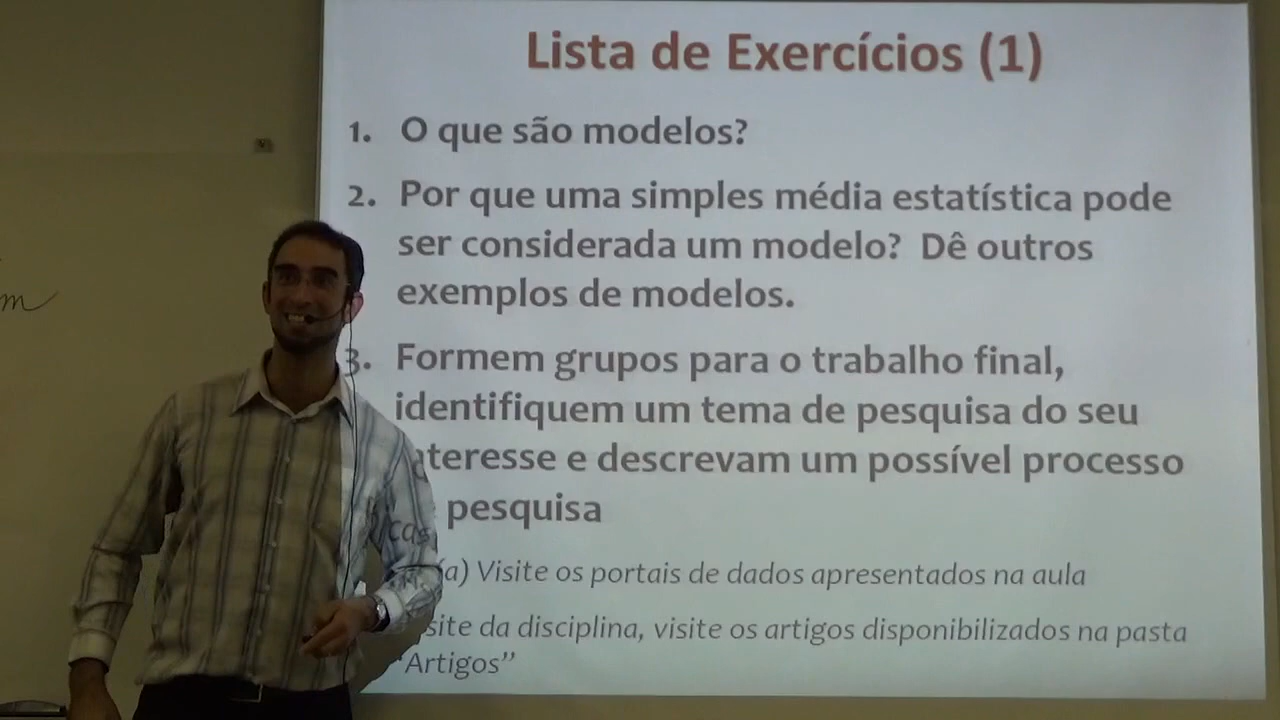 Lista de Exercícios (1)
1. O que são modelos?
2. Por que uma simples média estatística pode
ser considerada um modelo? Dê outros
exemplos de modelos.
3. Formem grupos para o trabalho final,
identifiquem um tema de pesquisa do seu
nteresse e descrevam um possível processo
pesquisa
icas
(a) Visite os portais de dados apresentados na aula
site da disciplina, visite os artigos disponibilizados na pasta
"Artigos"
m